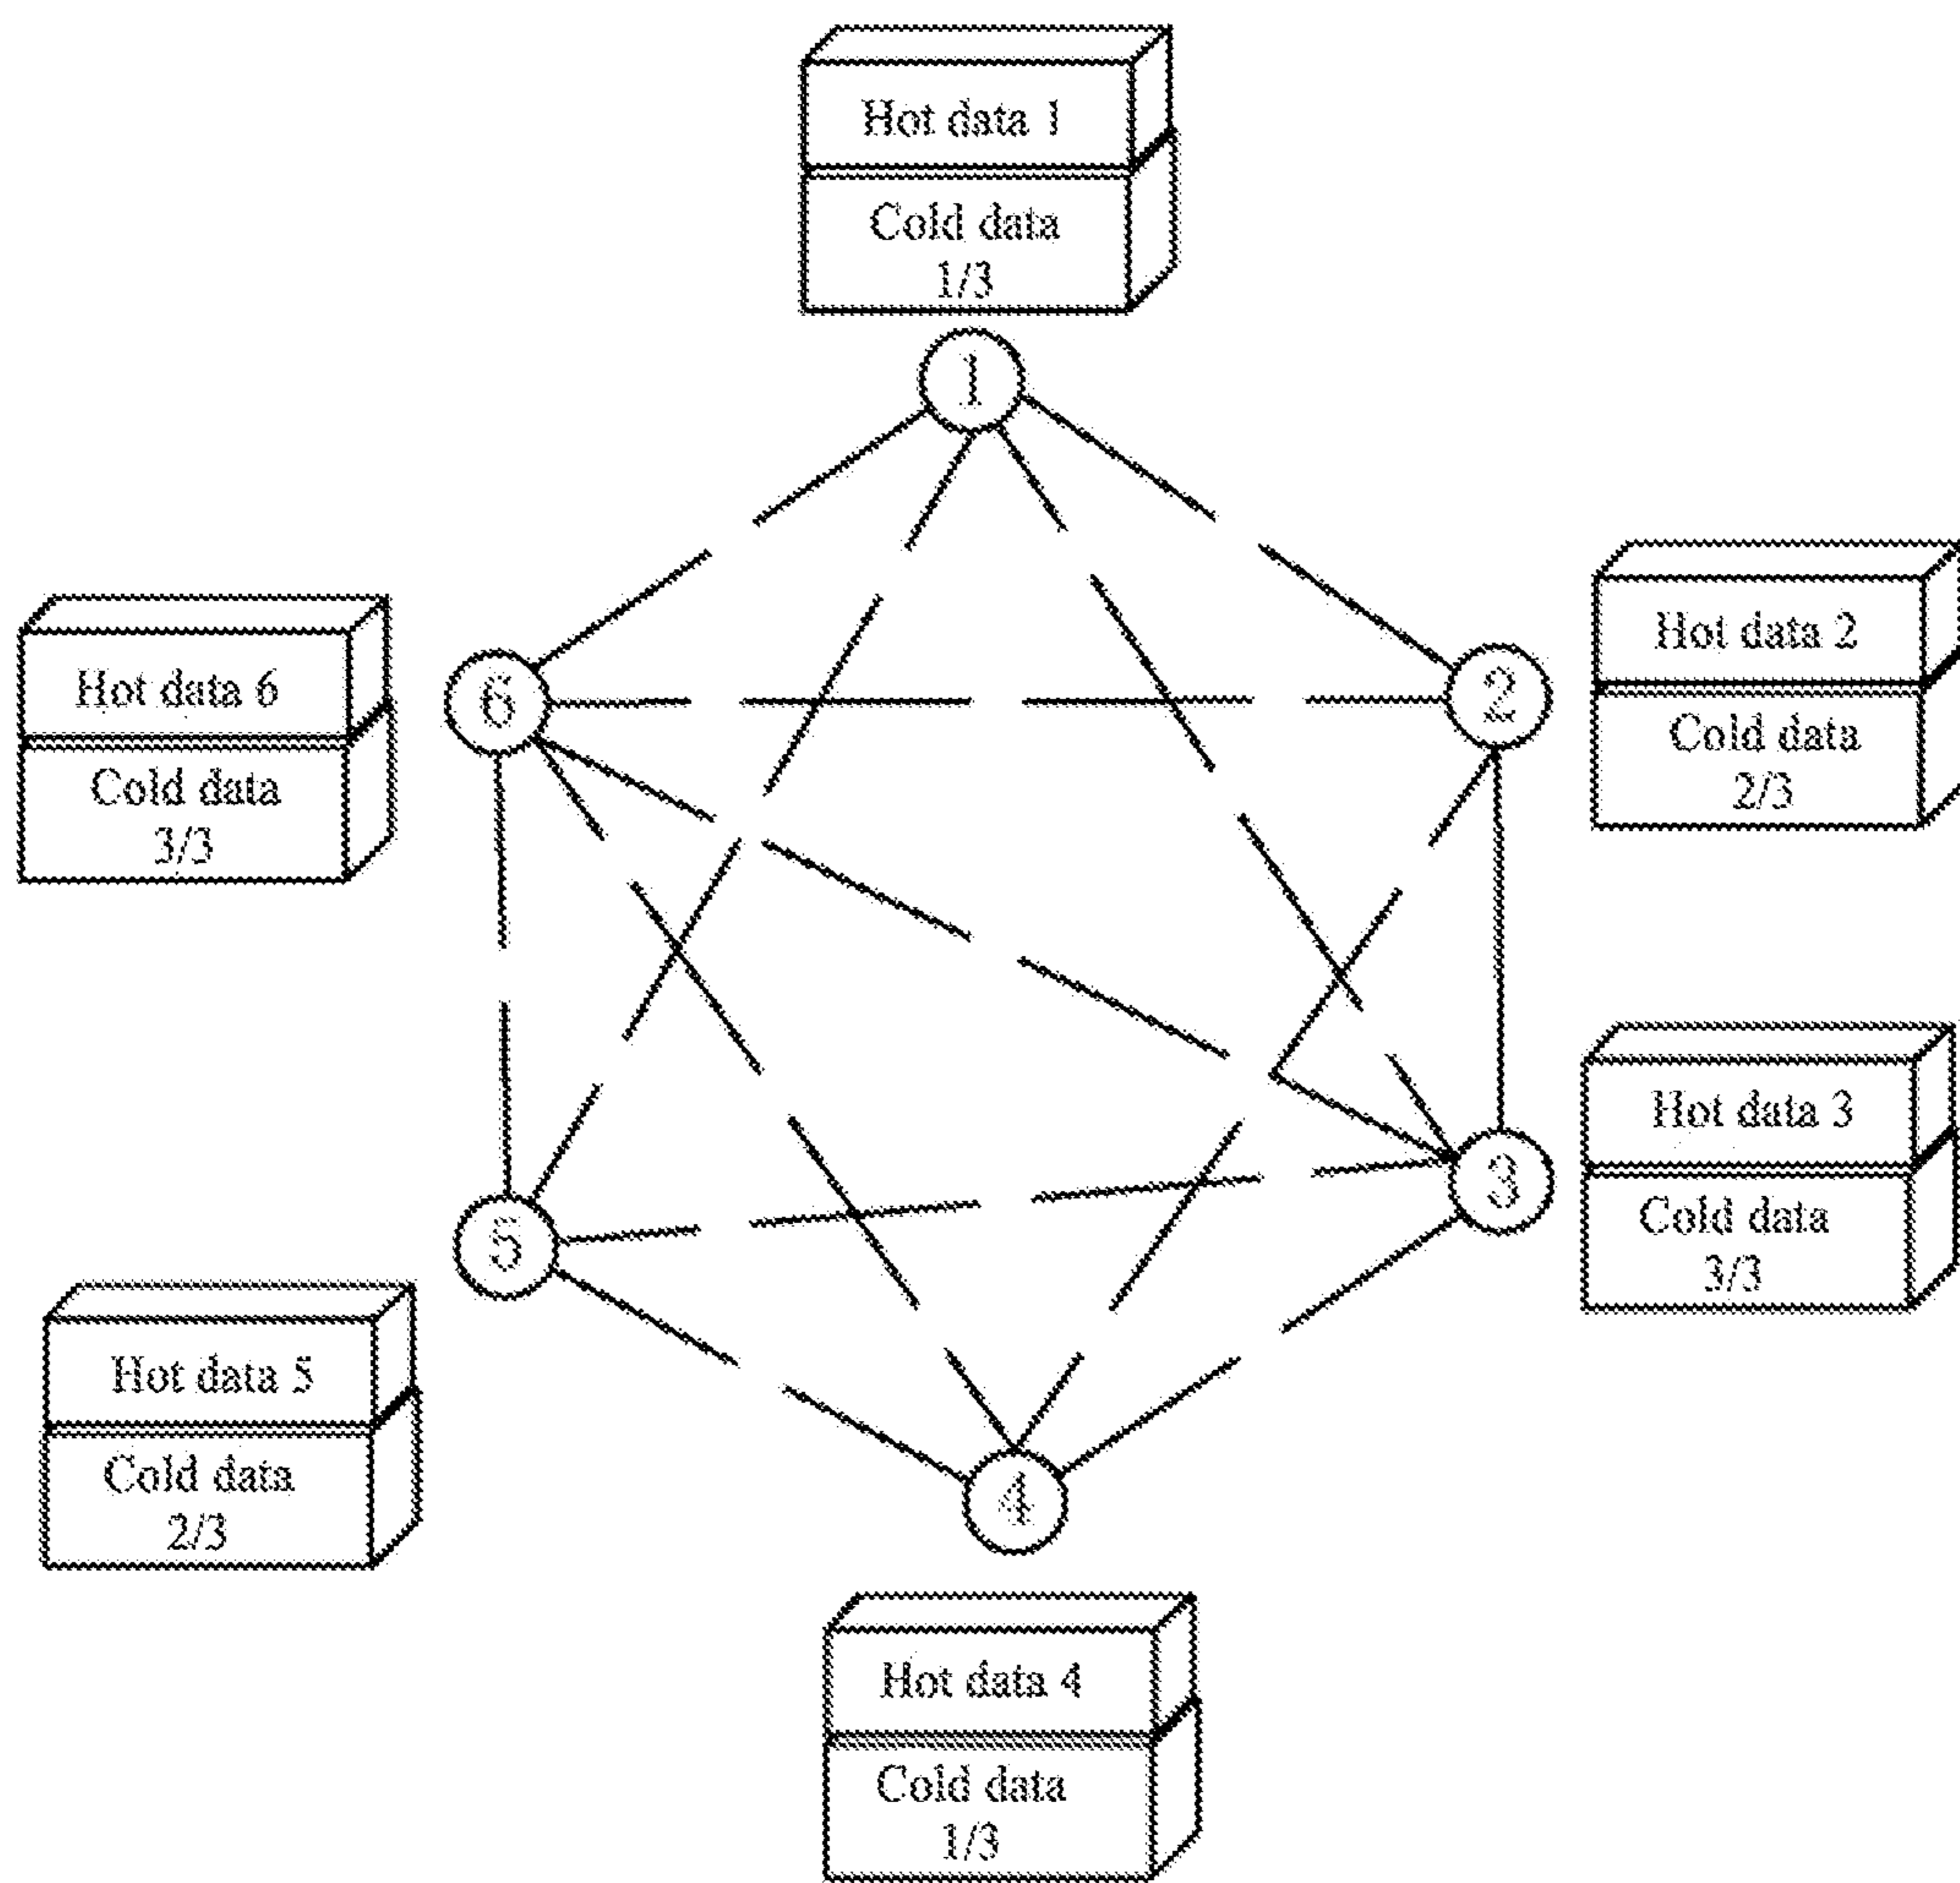 Hot data 1
Cold data
1/3
1
Hot data 2
Cold data
2/3
2
Hot data 6
Cold data
3/3
6
Hot data 3
Cold data
3/3
3
5
Hot data 5
Cold data
2/3
4
Hot data 4
Cold data
1/3